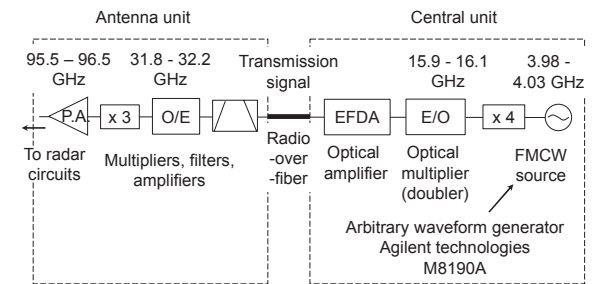 Antenna unit
Central unit
95.5 – 96.5
GHz
31.8 - 32.2
GHz
Transmission
signal
15.9 - 16.1
GHz
3.98 -
4.03 GHz
P.A.
x 3
O/E
EFDA
E/O
x 4
To radar
circuits
Multipliers, filters,
amplifiers
Radio
-over
-fiber
Optical
amplifier
Optical
multiplier
(doubler)
FMCW
source
Arbitrary waveform generator
Agilent technologies
M8190A